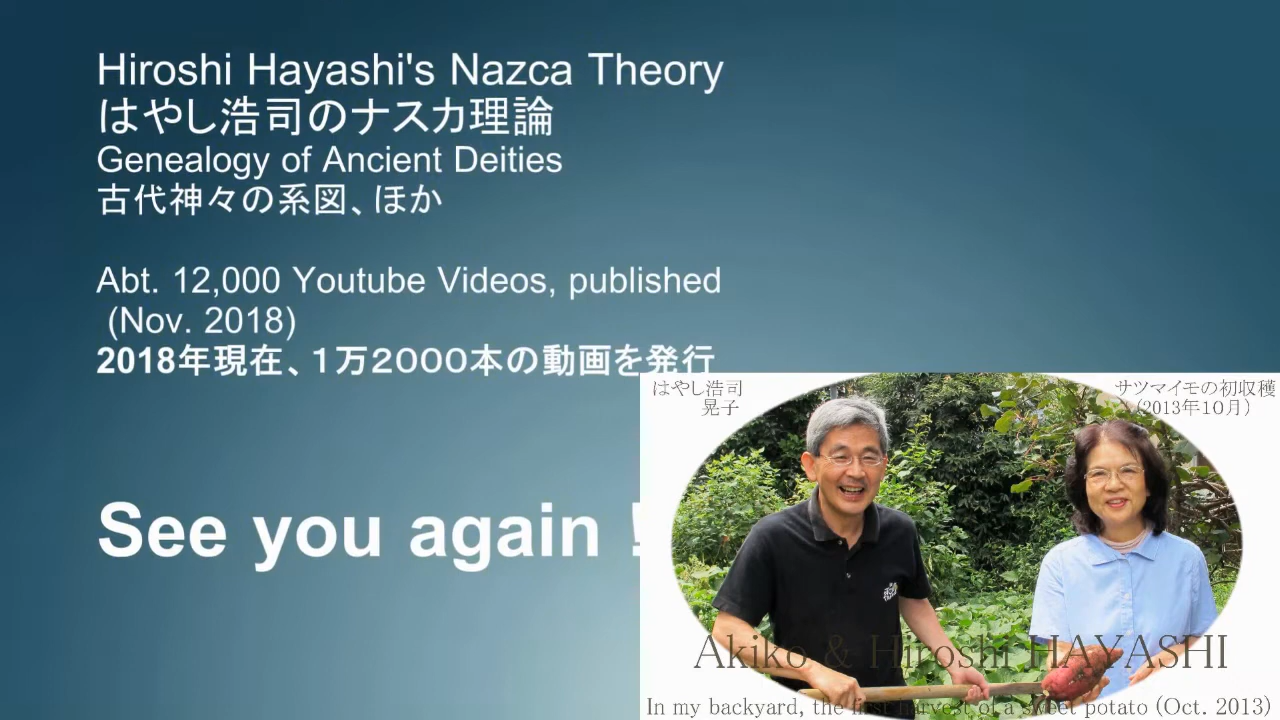 Hiroshi Hayashi's Nazca Theory
はやし浩司のナスカ理論
Genealogy of Ancient Deities
古代神々の系図、ほか
Abt. 12,000 Youtube Videos, published
(Nov. 2018)
2018年現在、１万２０００本の動画を発行
See you again !
はやし浩司
晃子
サツマイモの初収穫
(2013年10月)
Akiko & Hiroshi HAYASHI
In my backyard, the first harvest of a sweet potato (Oct. 2013)